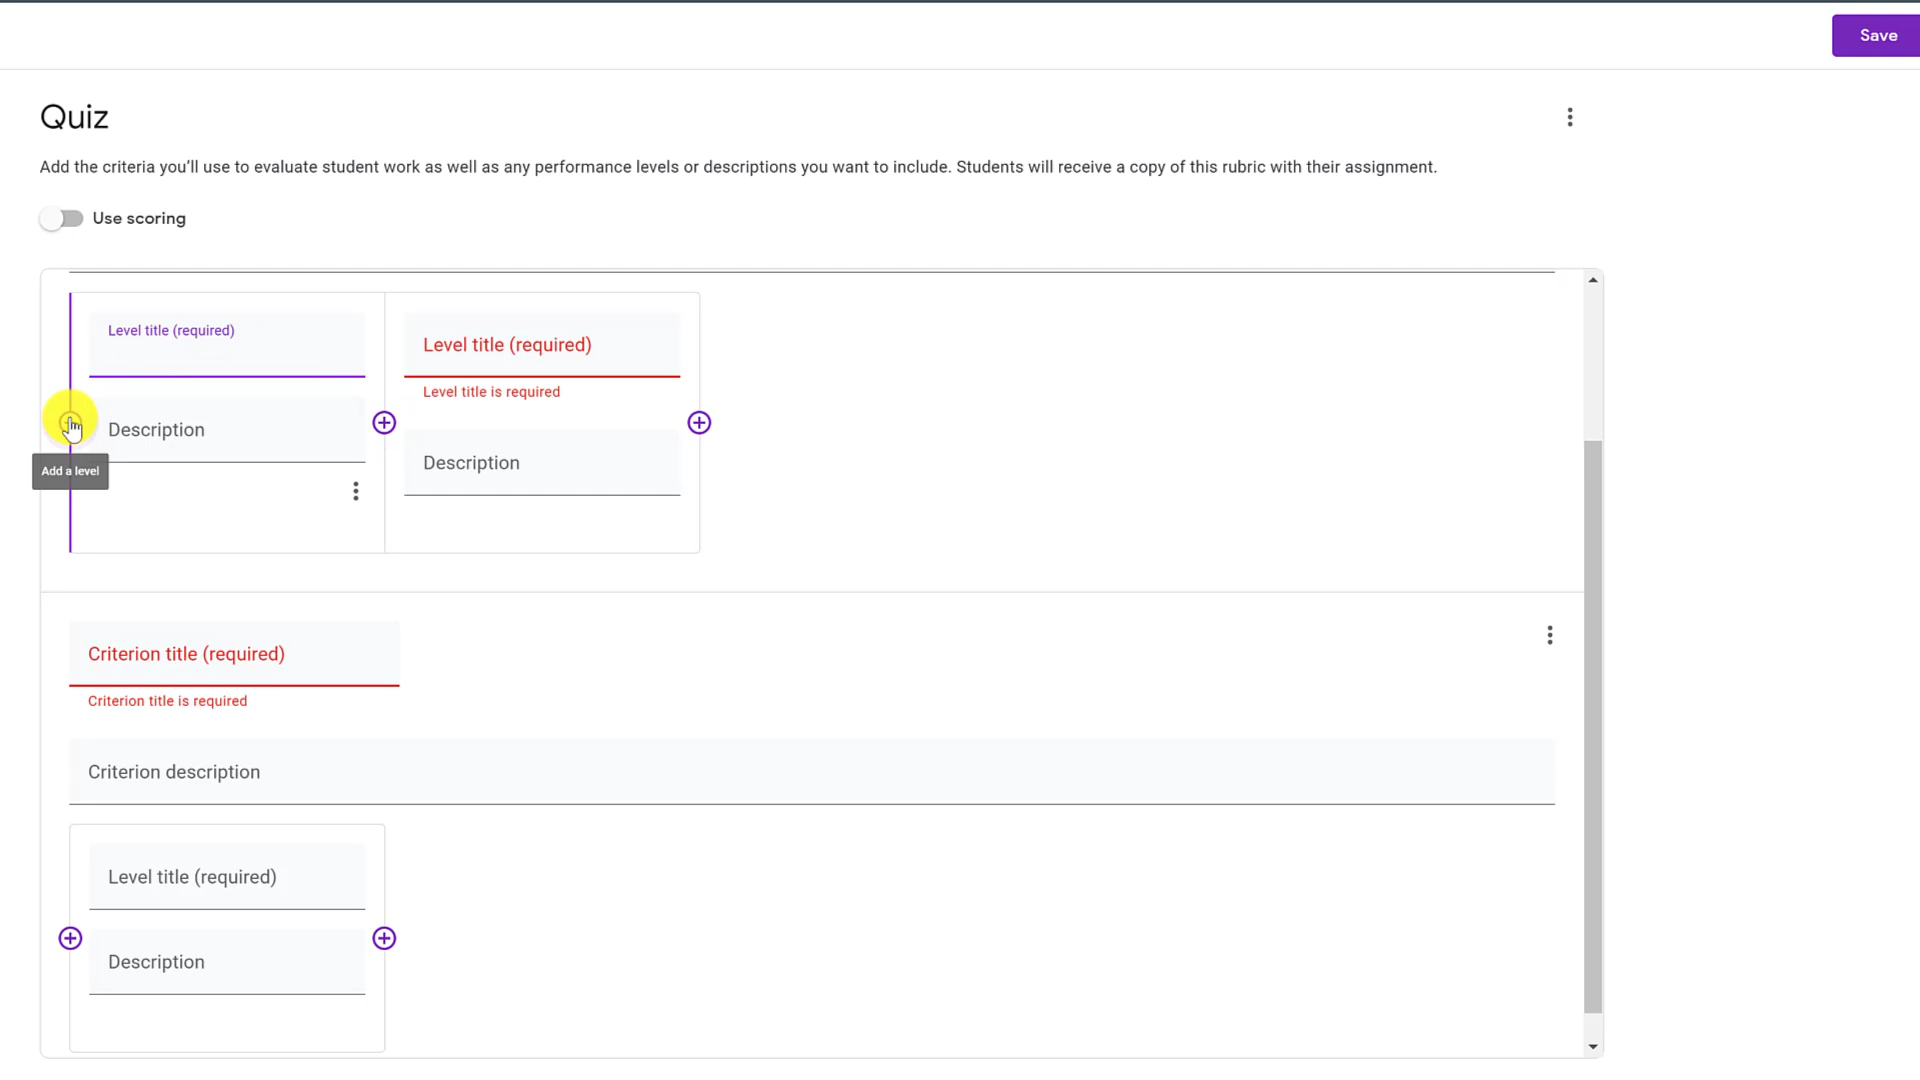 Save
Quiz
Add the criteria you’ll use to evaluate student work as well as any performance levels or descriptions you want to include. Students will receive a copy of this rubric with their assignment.
Use scoring
Level title (required)
Level title (required)
Level title is required
Description
Description
Add a level
Criterion title (required)
Criterion title is required
Criterion description
Level title (required)
Description